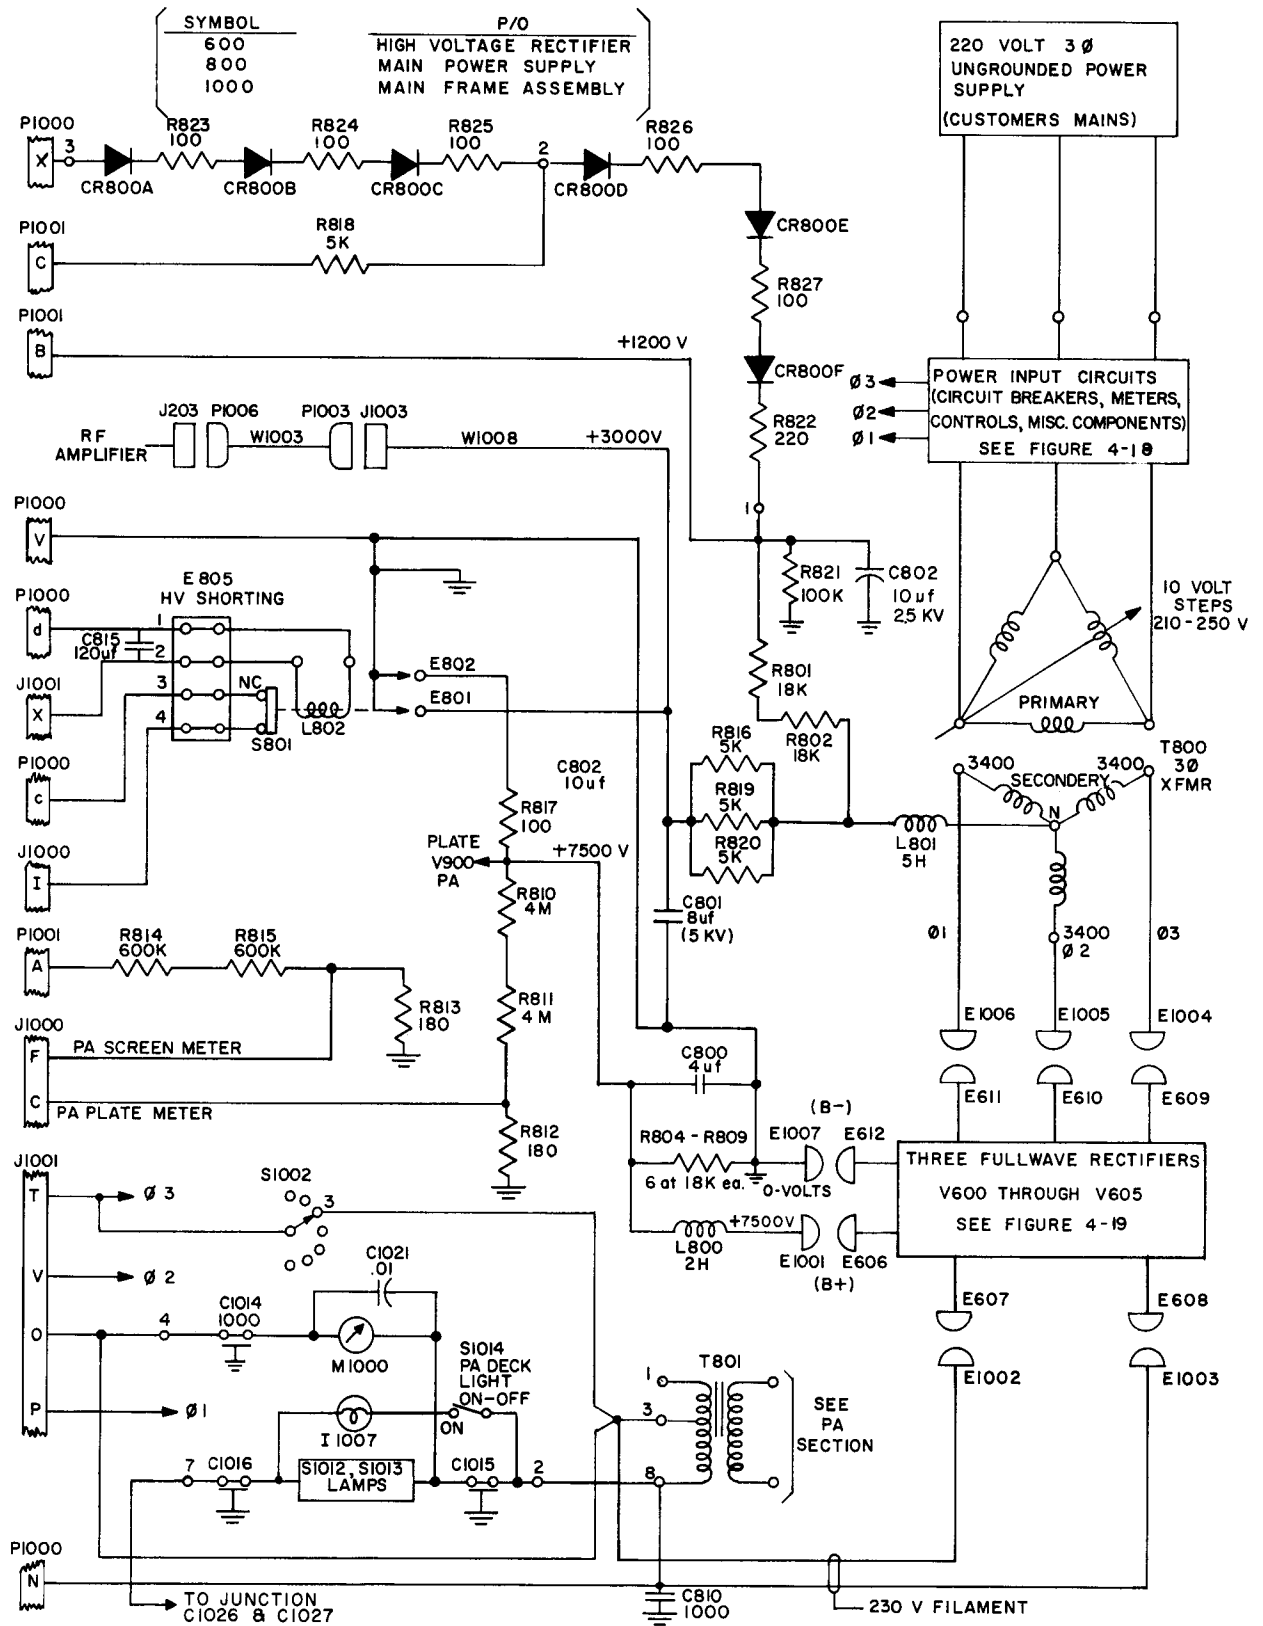 SYMBOL P/O
600 HIGH VOLTAGE RECTIFIER
800 MAIN POWER SUPPLY
1000 MAIN FRAME ASSEMBLY
220 VOLT 3Ø
UNGROUNDED POWER
SUPPLY
(CUSTOMERS MAINS)
P1000
X
3
CR800A
R823
100
CR800B
R824
100
CR800C
R825
100
2
CR800D
R826
100
P1001
C
R818
5K
CR800E
R827
100
P1001
B
+1200 V
CR800F
R822
220
1
Ø3
Ø2
Ø1
POWER INPUT CIRCUITS
(CIRCUIT BREAKERS, METERS,
CONTROLS, MISC. COMPONENTS)
SEE FIGURE 4-18
RF
AMPLIFIER
J203
P1006
W1003
P1003
J1003
W1008
+3000V
P1000
V
R821
100K
C802
10uf
2.5 KV
10 VOLT
STEPS
210-250 V
E805
HV SHORTING
P1000
d
C815
120uf
1
2
3
4
NC
S801
L802
J1001
X
E802
E801
R801
18K
R802
18K
PRIMARY
T800
3Ø
XFMR
3400
3400
SECONDERY
N
P1000
c
C802
10uf
R816
5K
R819
5K
R820
5K
L801
5H
R817
100
PLATE
V900
PA
+7500 V
J1000
I
R810
4M
C801
8uf
(5 KV)
Ø1
3400
Ø2
Ø3
P1001
A
R814
600K
R815
600K
R813
180
R811
4M
J1000
F
PA SCREEN METER
C
PA PLATE METER
E1006
E1005
E1004
C800
4uf
E611
E610
E609
R812
180
(B-)
R804 - R809
6 at 18K ea.
E1007
E612
O-VOLTS
THREE FULLWAVE RECTIFIERS
V600 THROUGH V605
SEE FIGURE 4-19
J1001
T
Ø3
S1002
3
+7500V
L800
2H
E1001
E606
(B+)
V
Ø2
C1021
.01
O
4
C1014
1000
M1000
E607
E608
S1014
PA DECK
LIGHT
ON-OFF
ON
T801
1
3
8
E1002
E1003
P
Ø1
I1007
SEE
PA
SECTION
7
C1016
S1012, S1013
LAMPS
C1015
2
P1000
N
TO JUNCTION
C1026 & C1027
C810
1000
230 V FILAMENT